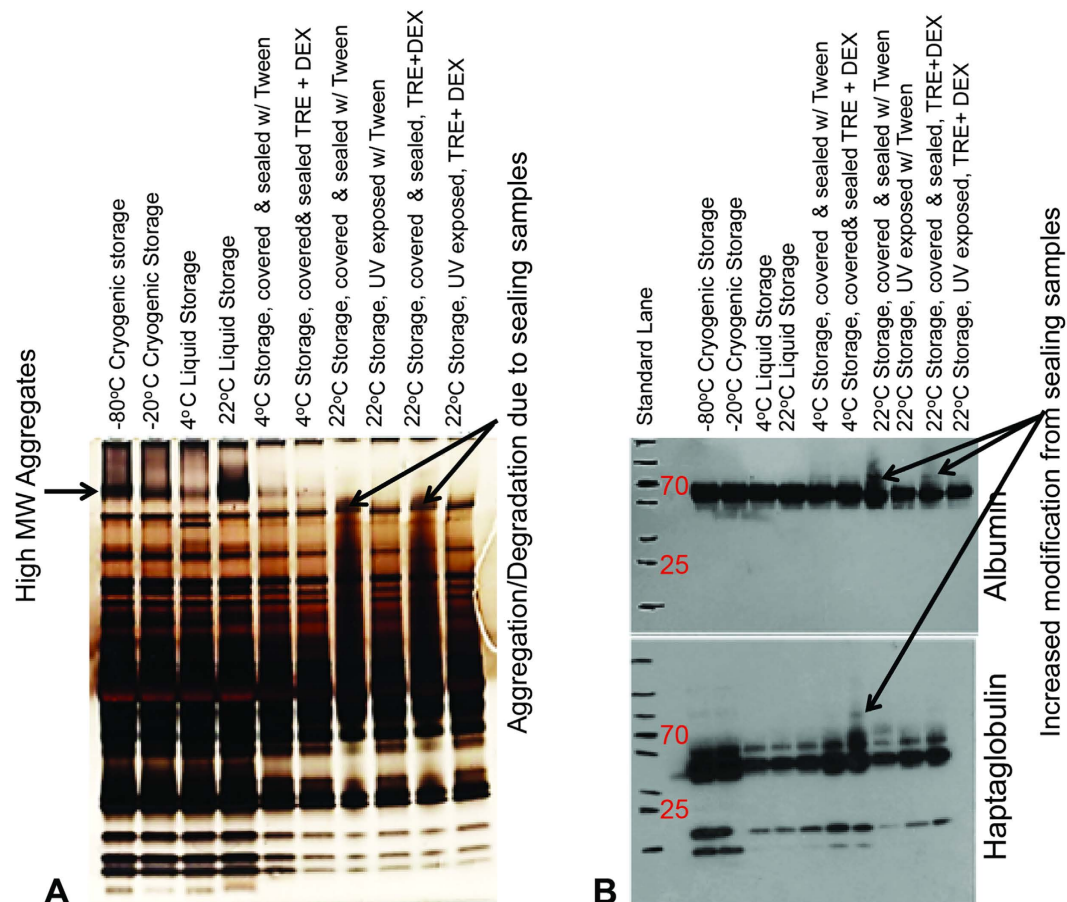 High MW Aggregates
-80ºC Cryogenic storage
-20ºC Cryogenic Storage
4ºC Liquid Storage
22ºC Liquid Storage
4ºC Storage, covered & sealed w/ Tween
4ºC Storage, covered& sealed TRE + DEX
22ºC Storage, covered & sealed w/ Tween
22ºC Storage, UV exposed w/ Tween
22ºC Storage, covered & sealed, TRE+DEX
22ºC Storage, UV exposed, TRE+ DEX
Aggregation/Degradation due to sealing samples
A
Standard Lane
-80ºC Cryogenic Storage
-20ºC Cryogenic Storage
4ºC Liquid Storage
22ºC Liquid Storage
4ºC Storage, covered & sealed w/ Tween
4ºC Storage, covered& sealed TRE + DEX
22ºC Storage, covered & sealed w/ Tween
22ºC Storage, UV exposed w/ Tween
22ºC Storage, covered & sealed, TRE+DEX
22ºC Storage, UV exposed, TRE+ DEX
70
25
Albumin
70
25
Haptaglobulin
Increased modification from sealing samples
B